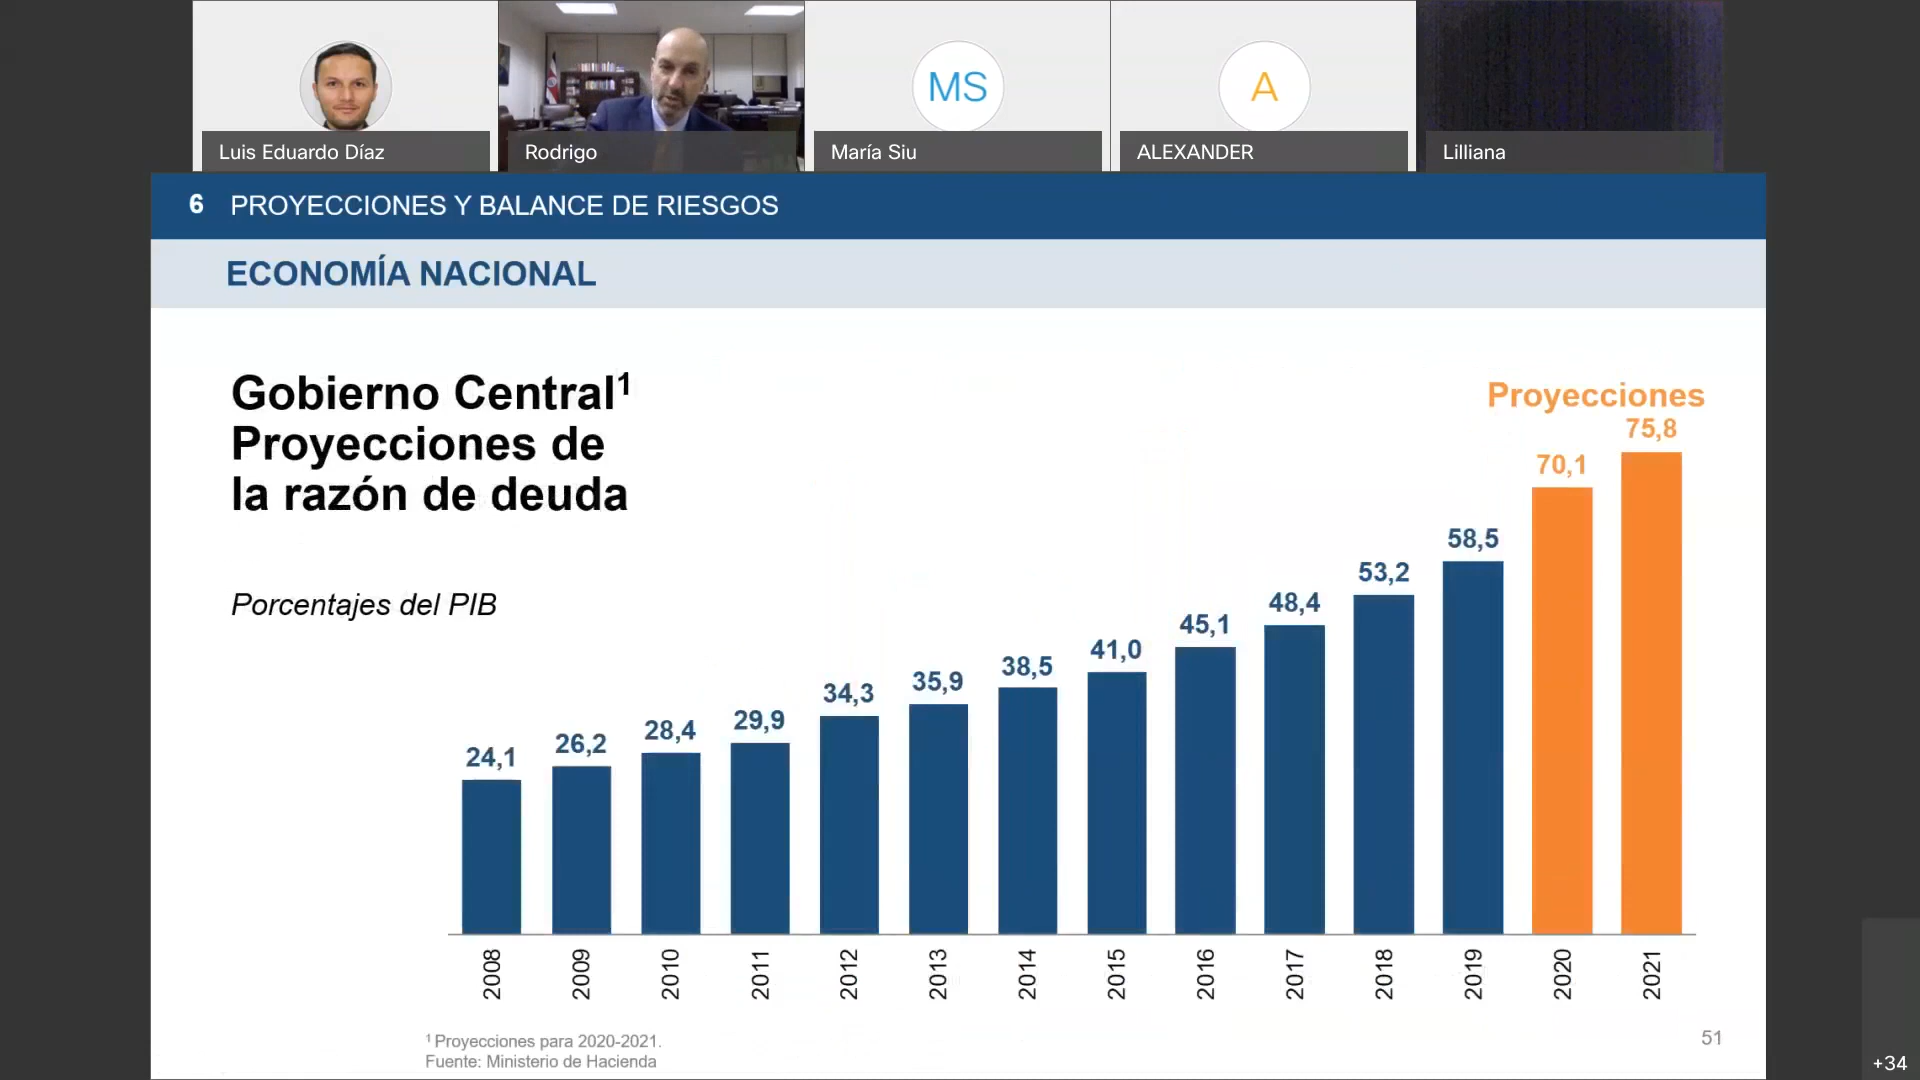 MS
A
Luis Eduardo Díaz
Rodrigo
María Siu
ALEXANDER
Lilliana
6 PROYECCIONES Y BALANCE DE RIESGOS
ECONOMÍA NACIONAL
Gobierno Central¹
Proyecciones de
la razón de deuda
Porcentajes del PIB
Proyecciones
24,1
26,2
28,4
29,9
34,3
35,9
38,5
41,0
45,1
48,4
53,2
58,5
70,1
75,8
2008
2009
2010
2011
2012
2013
2014
2015
2016
2017
2018
2019
2020
2021
¹ Proyecciones para 2020-2021.
Fuente: Ministerio de Hacienda
51
+34